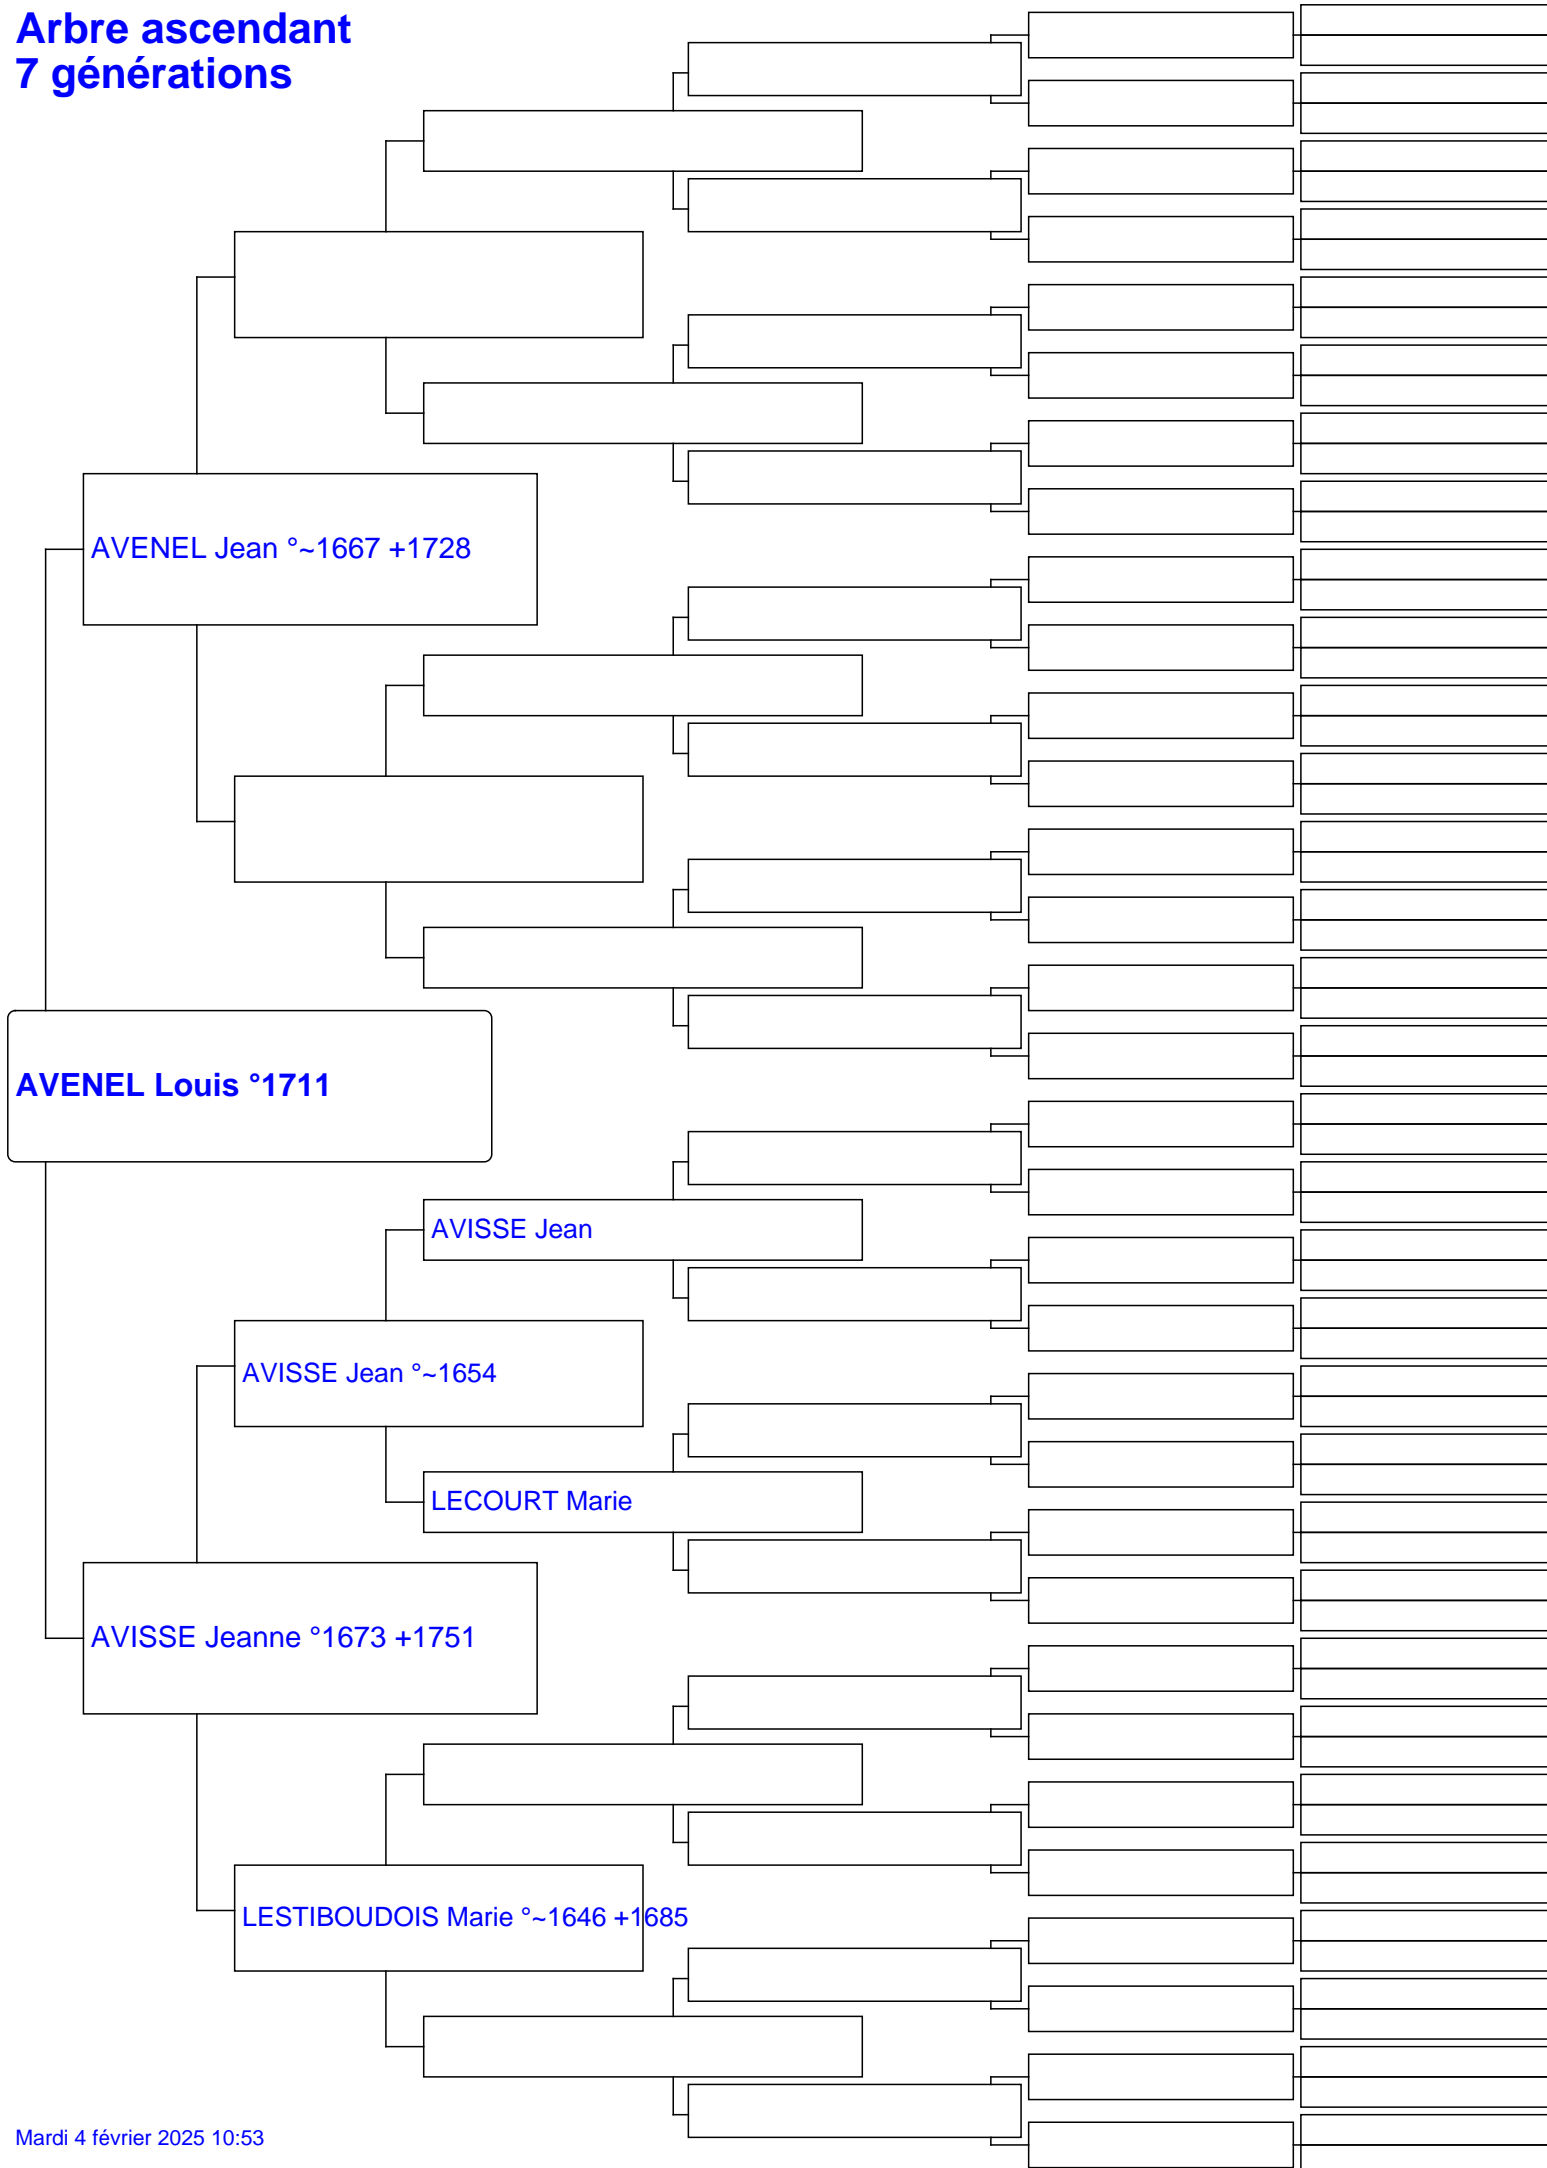 Arbre ascendant
7 générations
AVENEL Jean °~1667 +1728
AVENEL Louis °1711
AVISSE Jean
AVISSE Jean °~1654
LECOURT Marie
AVISSE Jeanne °1673 +1751
LESTIBOUDOIS Marie °~1646 +1685
Mardi 4 février 2025 10:53